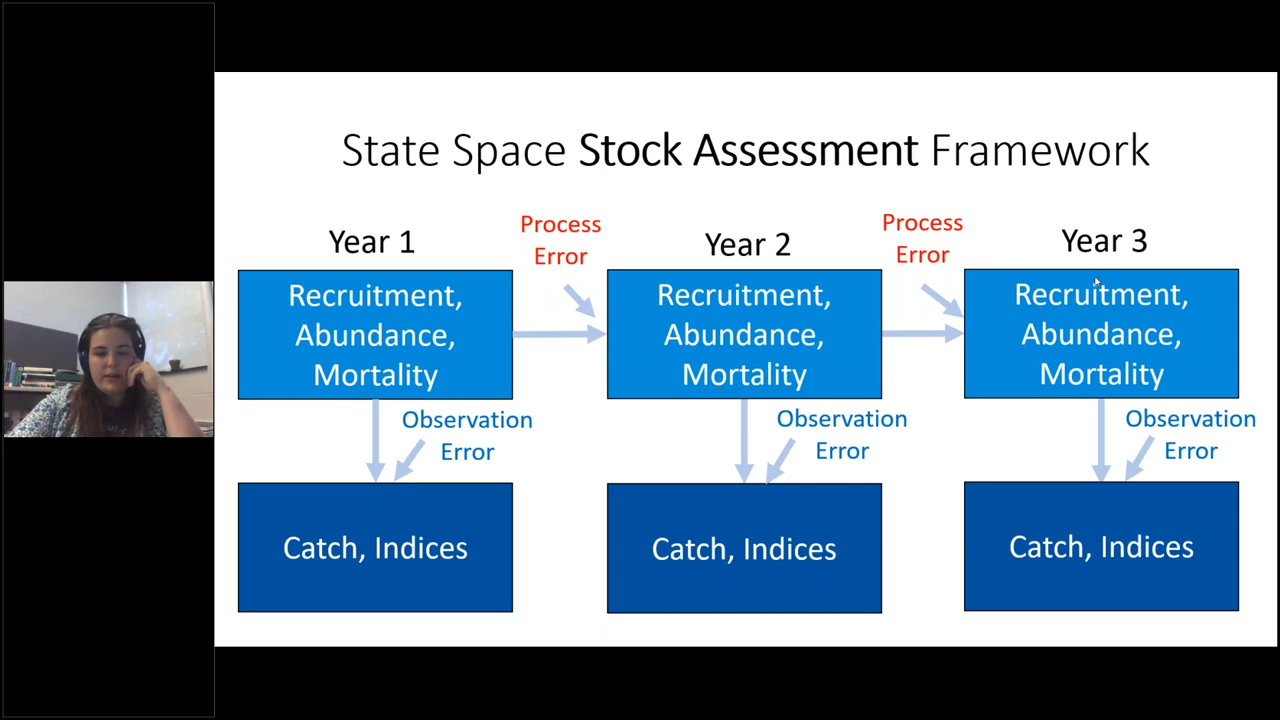 State Space Stock Assessment Framework
Year 1
Process
Error
Year 2
Process
Error
Year 3
Recruitment,
Abundance,
Mortality
Recruitment,
Abundance,
Mortality
Recruitment,
Abundance,
Mortality
Observation
Error
Observation
Error
Observation
Error
Catch, Indices
Catch, Indices
Catch, Indices